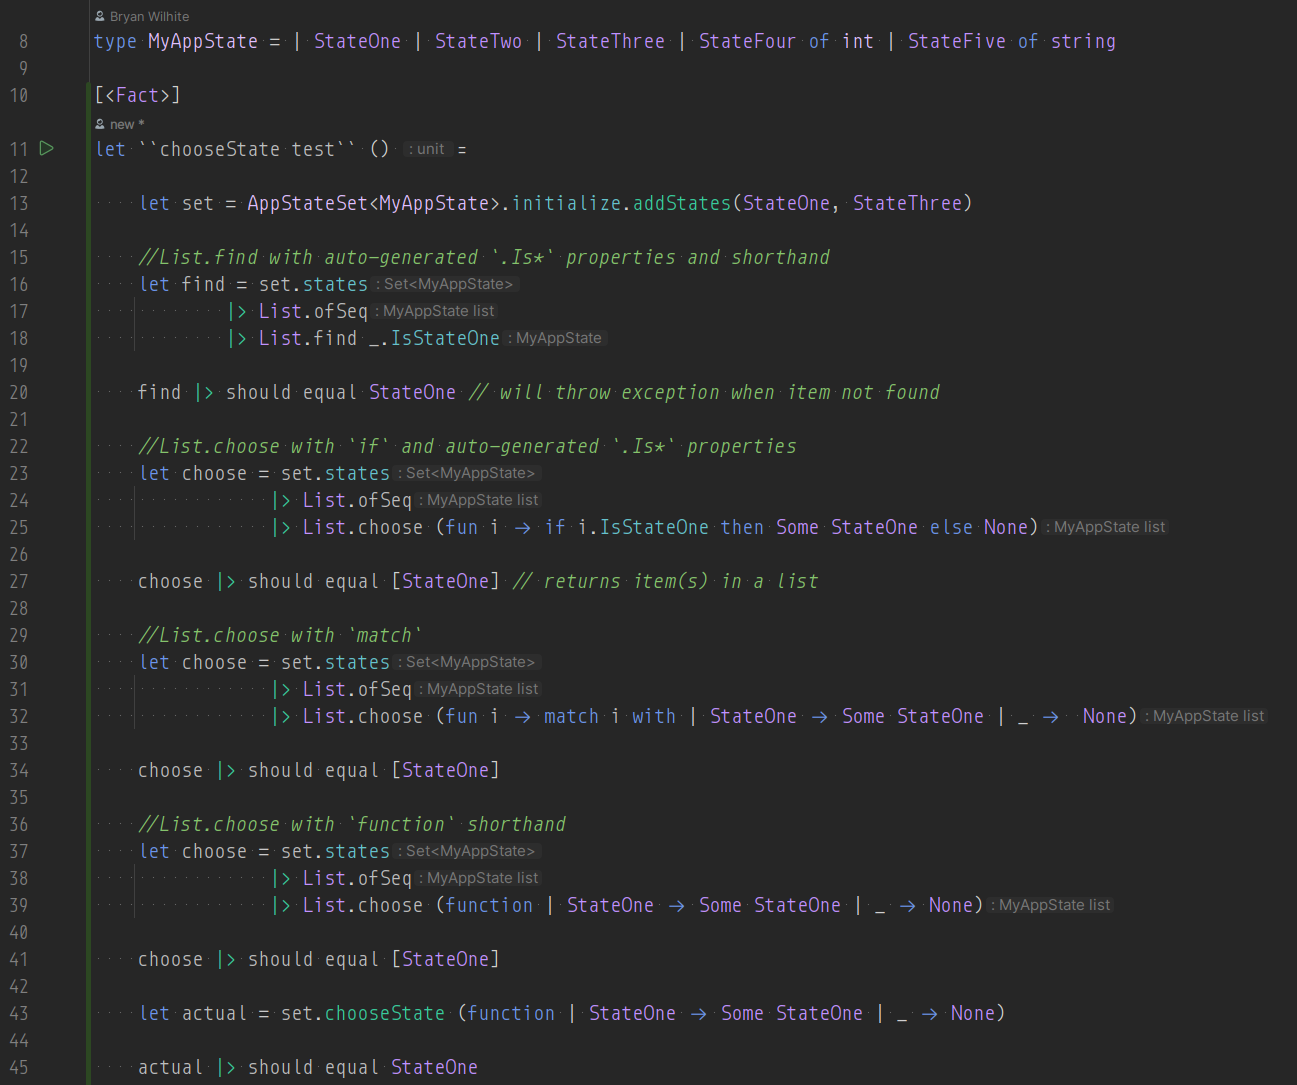 Bryan Wilhite
8 type MyAppState = | StateOne | StateTwo | StateThree | StateFour of int | StateFive of string
9
10 [<Fact>]
new *
11 let ``chooseState test`` () : unit =
12
13     let set = AppStateSet<MyAppState>.initialize.addStates(StateOne, StateThree)
14
15     //List.find with auto-generated `.Is*` properties and shorthand
16     let find = set.states : Set<MyAppState>
17             |> List.ofSeq : MyAppState list
18             |> List.find _.IsStateOne : MyAppState
19
20     find |> should equal StateOne // will throw exception when item not found
21
22     //List.choose with `if` and auto-generated `.Is*` properties
23     let choose = set.states : Set<MyAppState>
24                 |> List.ofSeq : MyAppState list
25                 |> List.choose (fun i -> if i.IsStateOne then Some StateOne else None) : MyAppState list
26
27     choose |> should equal [StateOne] // returns item(s) in a list
28
29     //List.choose with `match`
30     let choose = set.states : Set<MyAppState>
31                 |> List.ofSeq : MyAppState list
32                 |> List.choose (fun i -> match i with | StateOne -> Some StateOne | _ ->  None) : MyAppState list
33
34     choose |> should equal [StateOne]
35
36     //List.choose with `function` shorthand
37     let choose = set.states : Set<MyAppState>
38                 |> List.ofSeq : MyAppState list
39                 |> List.choose (function | StateOne -> Some StateOne | _ -> None) : MyAppState list
40
41     choose |> should equal [StateOne]
42
43     let actual = set.chooseState (function | StateOne -> Some StateOne | _ -> None)
44
45     actual |> should equal StateOne